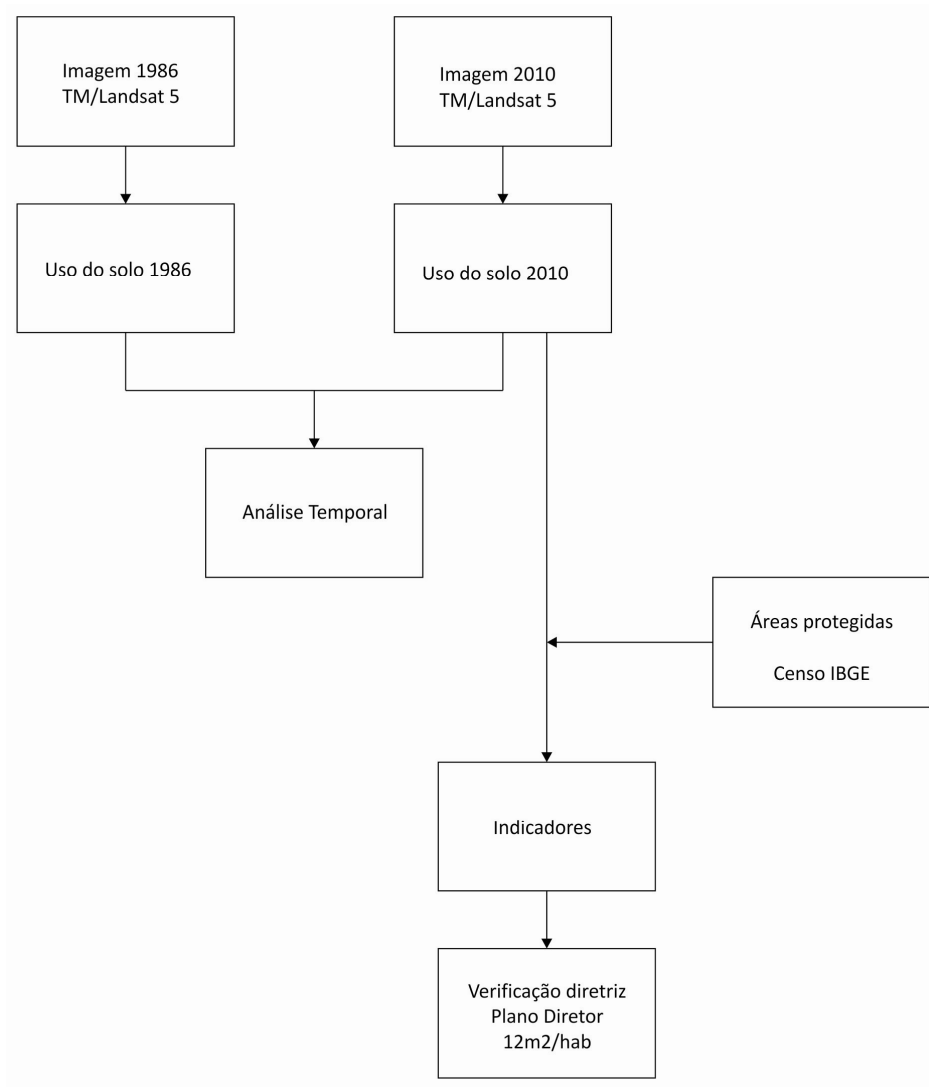 Imagem 1986
TM/Landsat 5
Imagem 2010
TM/Landsat 5
Uso do solo 1986
Uso do solo 2010
Análise Temporal
Áreas protegidas
Censo IBGE
Indicadores
Verificação diretriz
Plano Diretor
12m2/hab